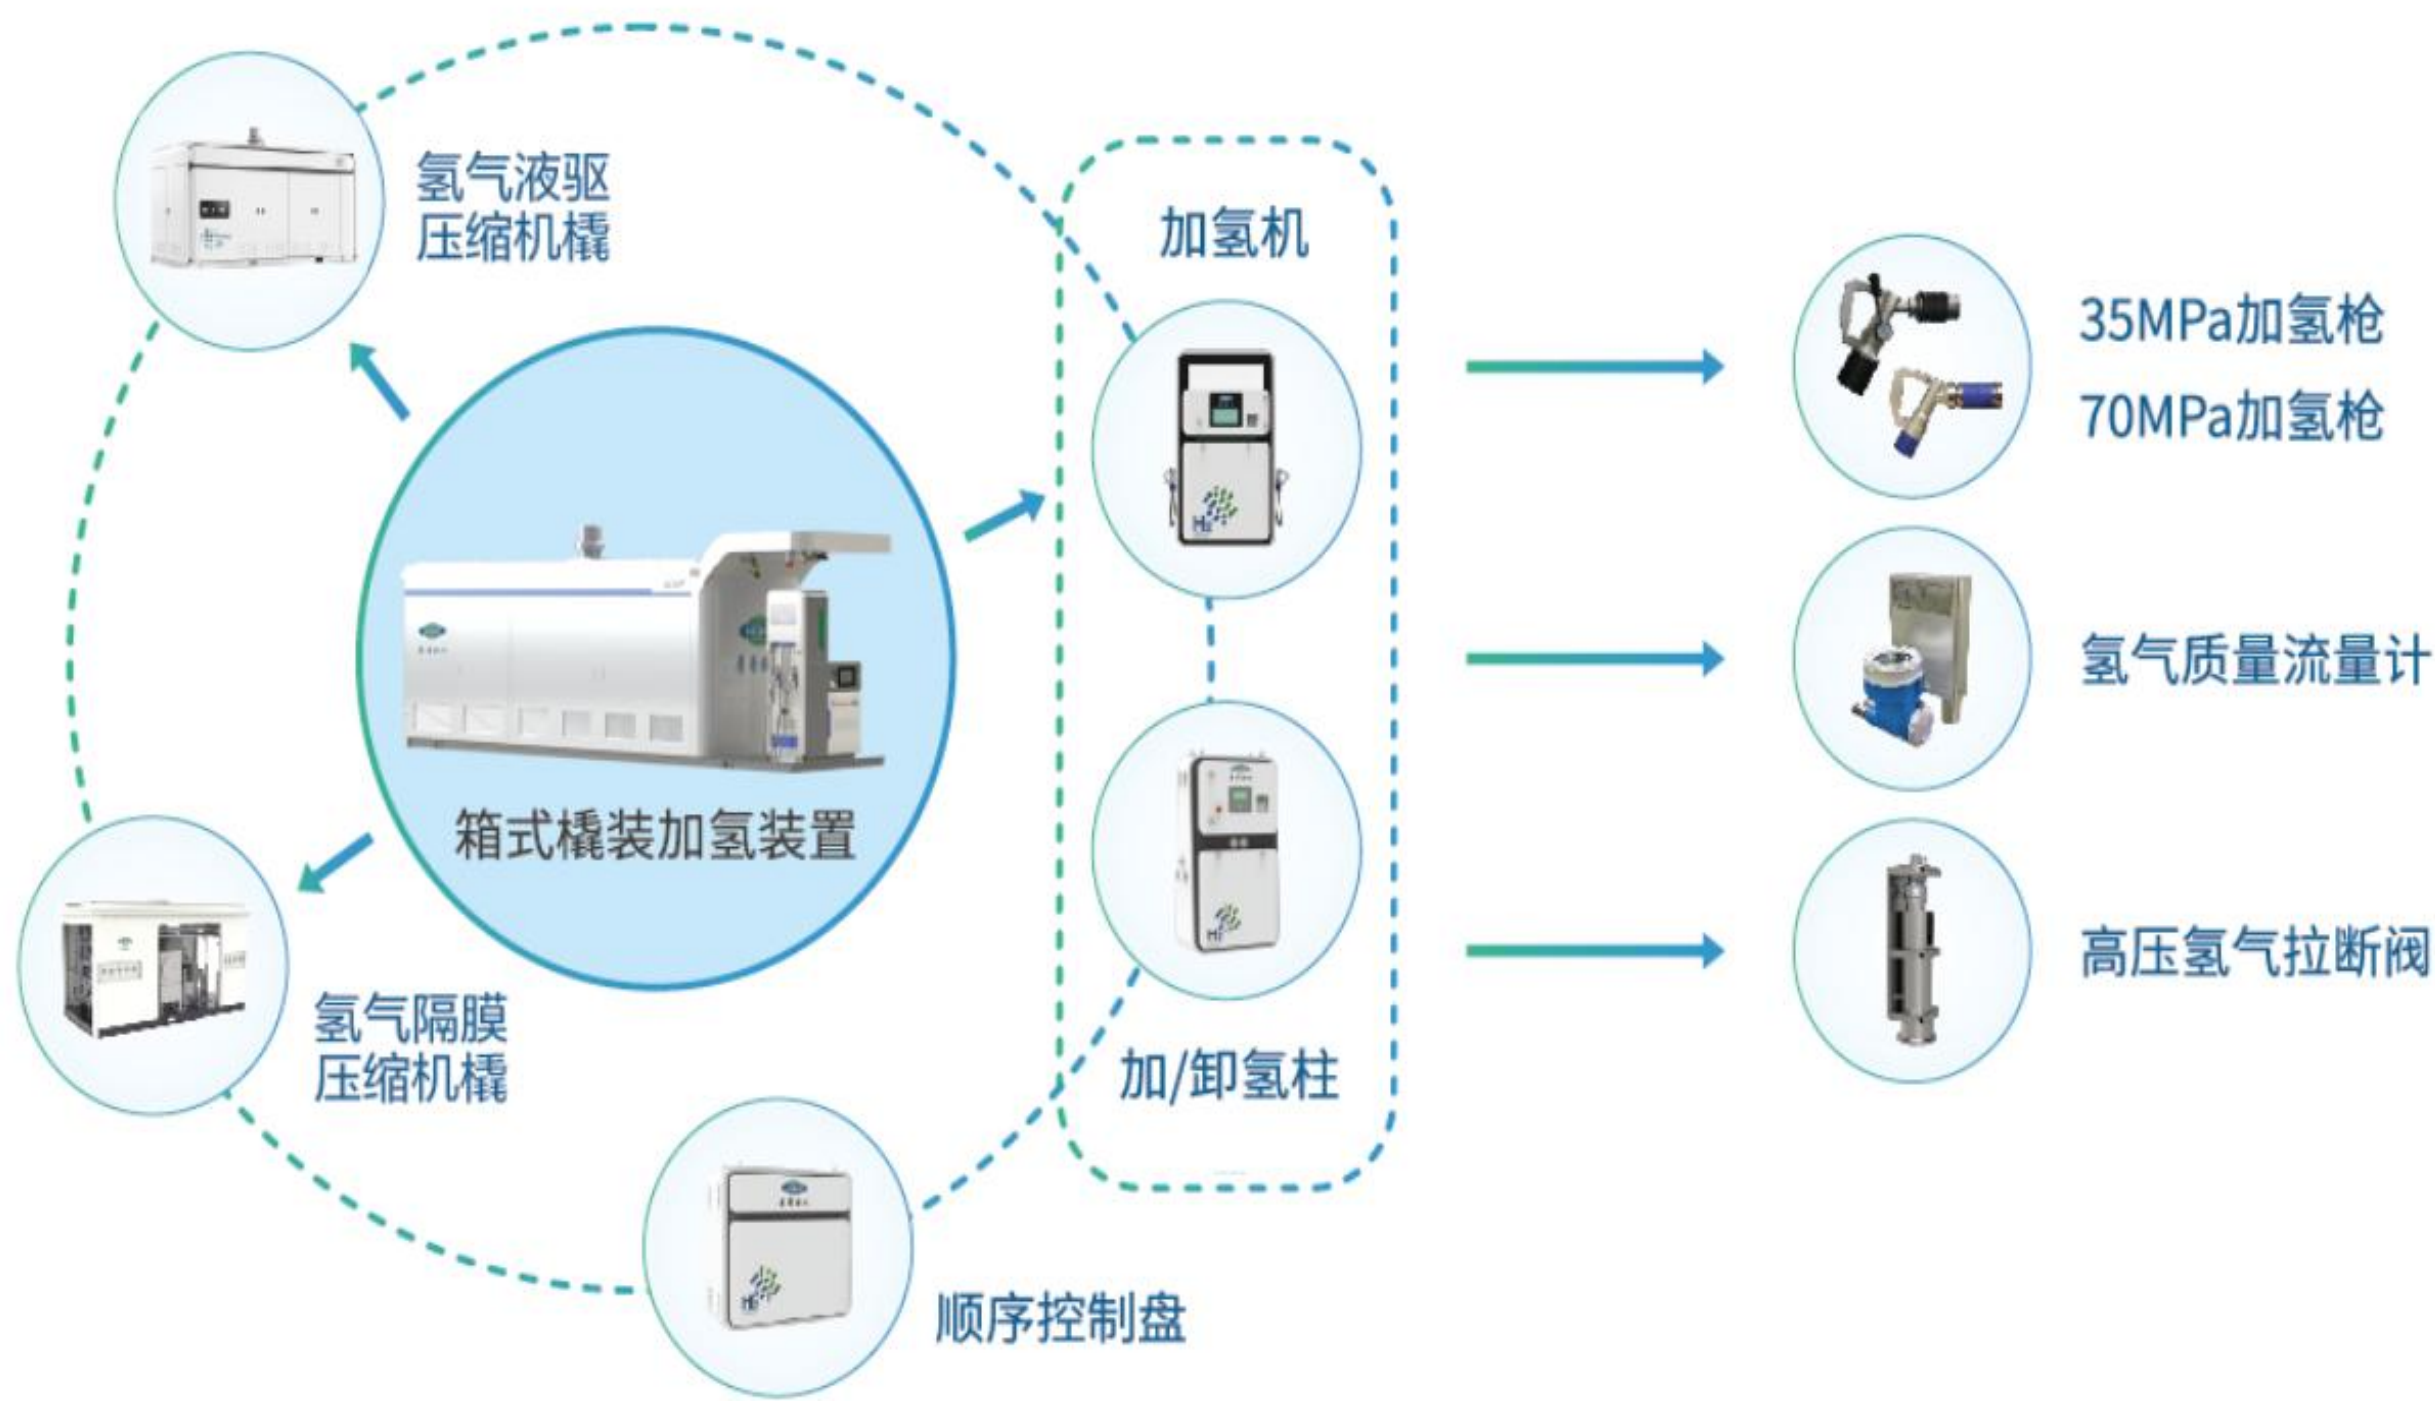 氢气液驱
压缩机橇
加氢机
35MPa加氢枪
70MPa加氢枪
氢气质量流量计
箱式橇装加氢装置
高压氢气拉断阀
氢气隔膜
压缩机橇
加/卸氢柱
顺序控制盘